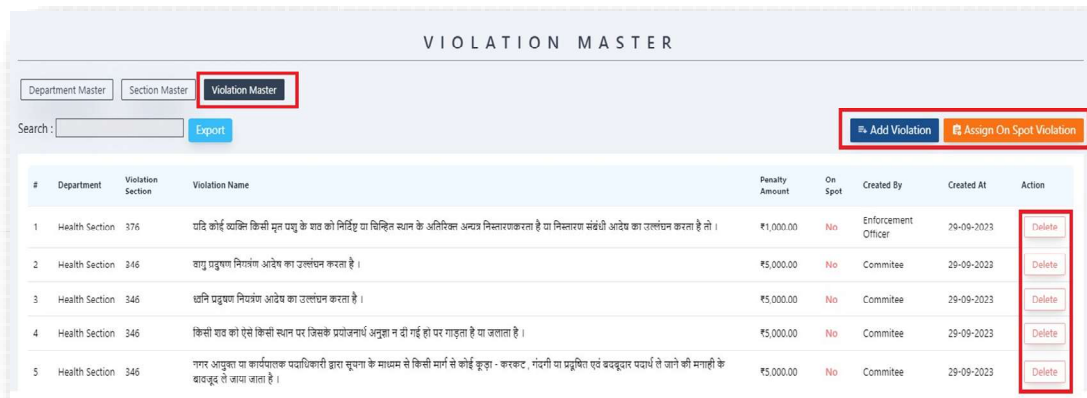 VIOLATION MASTER
Department Master Section Master Violation Master
Search : Export Add Violation Assign On Spot Violation
# Department Violation Section Violation Name Penalty Amount On Spot Created By Created At Action
1 Health Section 376 यदि कोई व्यक्ति किसी मृत पशु के शव को निर्दिष्ट या चिन्हित स्थान के अतिरिक्त अन्यत्र निस्तारणकरता है या निस्तारण संबंधी आदेष का उल्लंघन करता है तो । ₹1,000.00 No Enforcement Officer 29-09-2023 Delete
2 Health Section 346 वायु प्रदुषण नियत्रंण आदेष का उल्लंघन करता है । ₹5,000.00 No Commitee 29-09-2023 Delete
3 Health Section 346 ध्वनि प्रदुषण नियत्रंण आदेष का उल्लंघन करता है । ₹5,000.00 No Commitee 29-09-2023 Delete
4 Health Section 346 किसी शव को ऐसे किसी स्थान पर जिसके प्रयोजनार्थ अनुज्ञा न दी गई हो पर गाड़ता है या जलाता है । ₹5,000.00 No Commitee 29-09-2023 Delete
5 Health Section 346 नगर आयुक्त या कार्यपालक पदाधिकारी द्वारा सूचना के माध्यम से किसी मार्ग से कोई कूड़ा - करकट , गंदगी या प्रदूषित एवं बदबूदार पदार्थ ले जाने की मनाही के ₹5,000.00 No Commitee 29-09-2023 Delete
बावजूद ले जाया जाता है ।